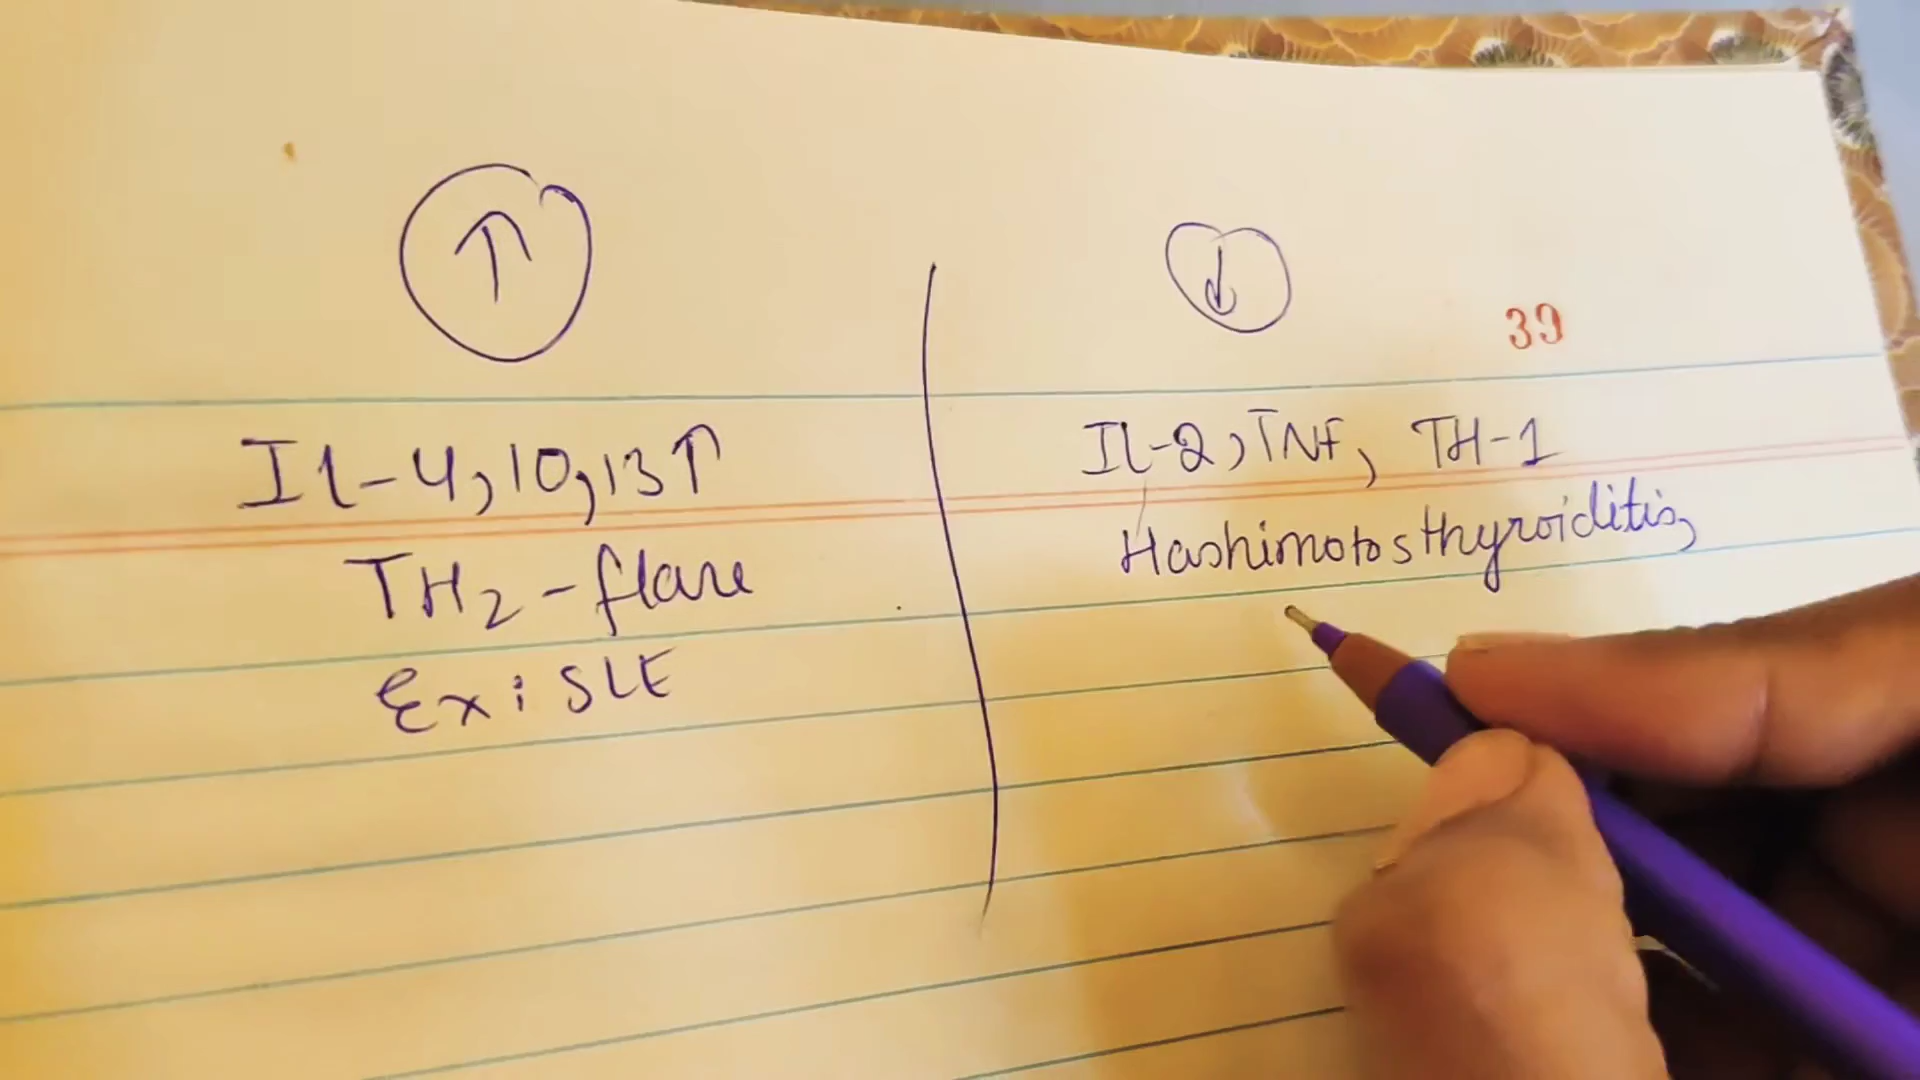 ↑
Il-4,10,13↑
TH2-flare
Ex: SLE
↓
39
Il-2, TNF, TH-1
Hashimotos thyroiditis,